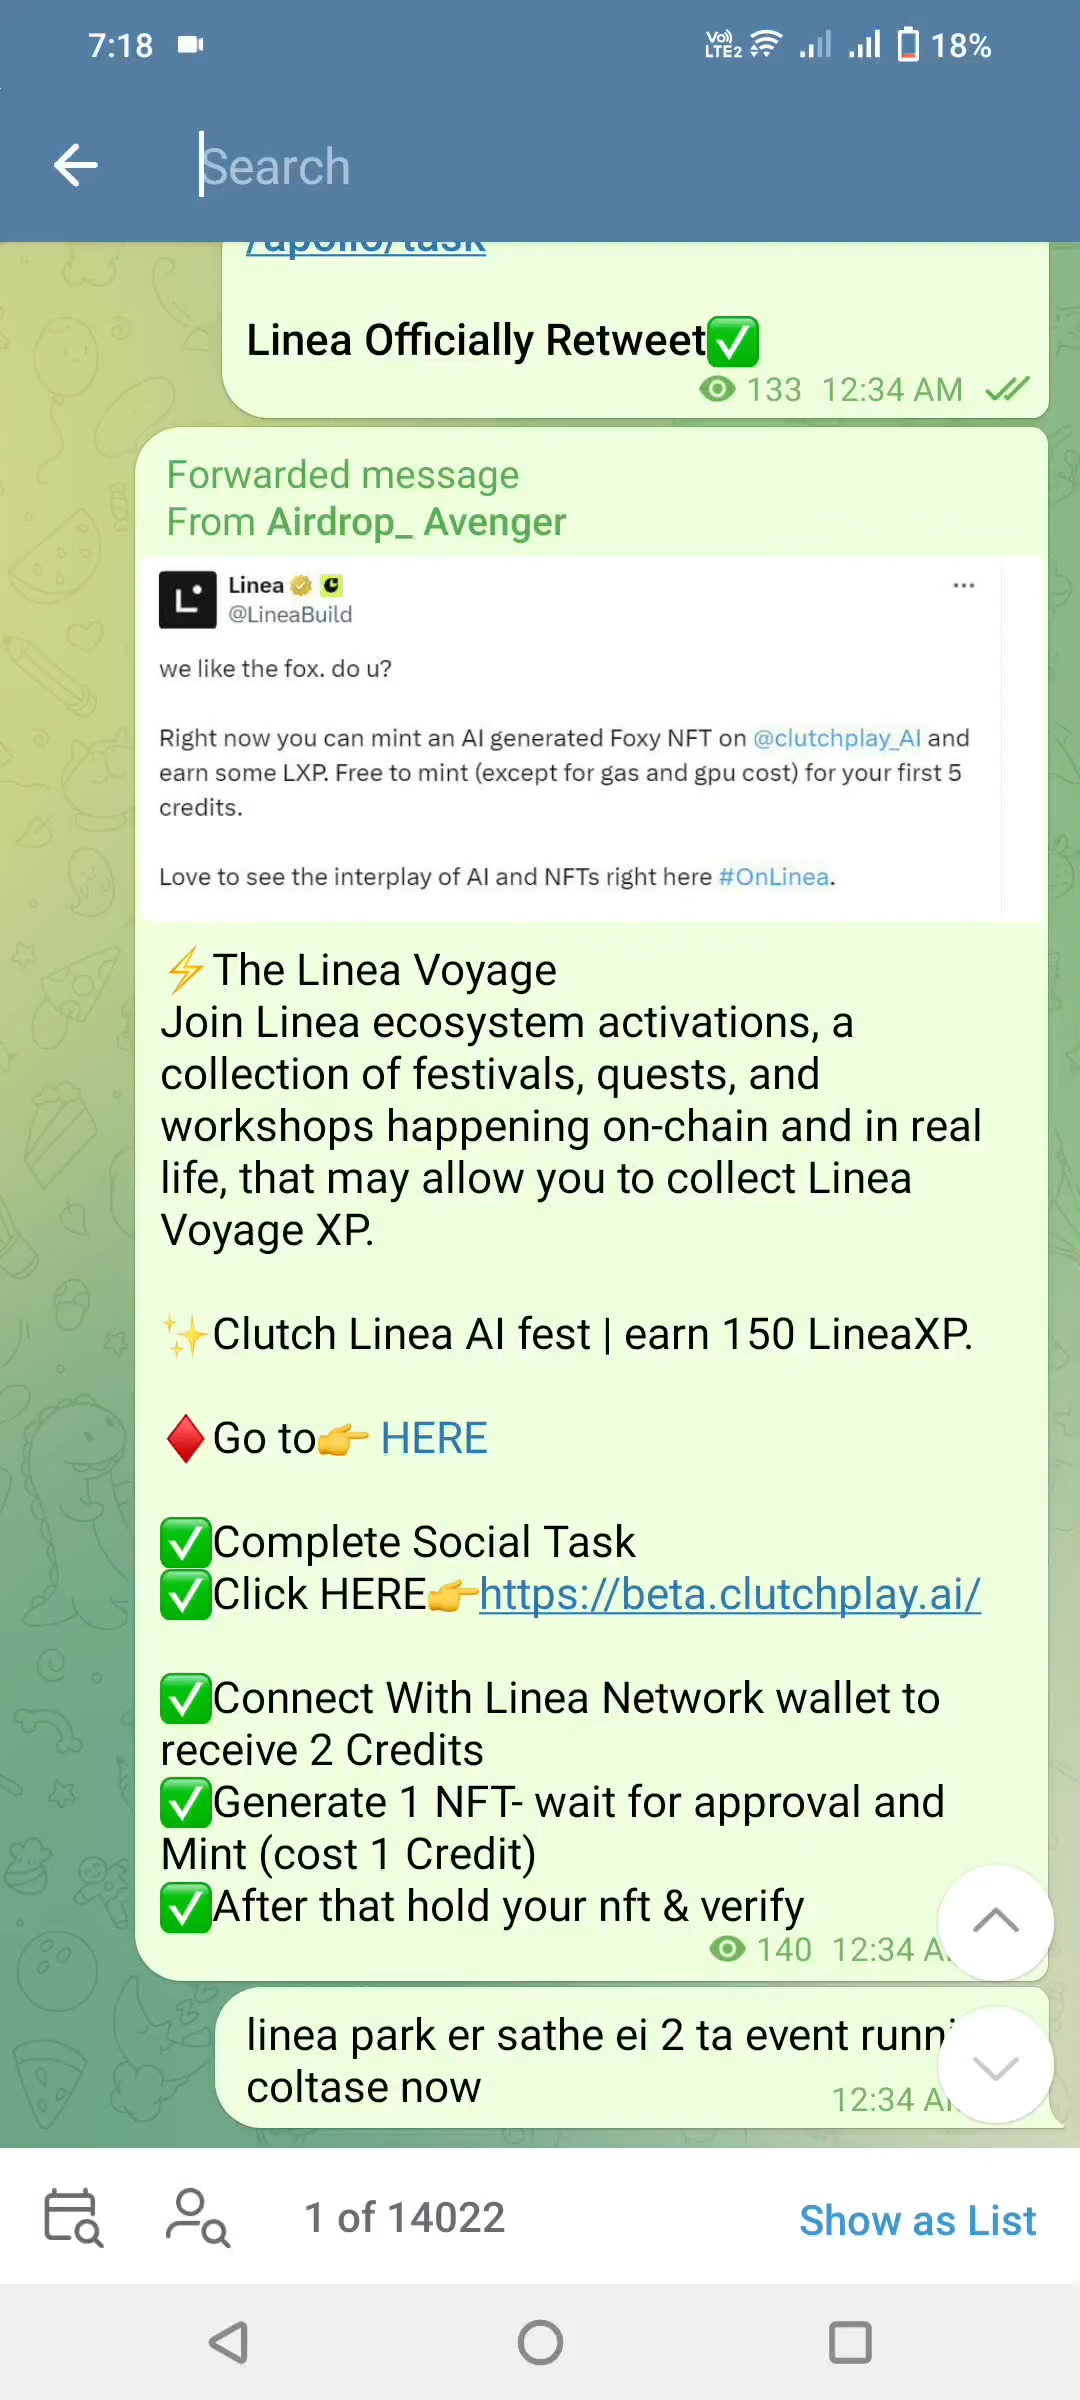 7:18
Vo) LTE2 18%
Search
/apollo/task
Linea Officially Retweet✅
133 12:34 AM
Forwarded message
From Airdrop_ Avenger
Linea
@LineaBuild
we like the fox. do u?
Right now you can mint an AI generated Foxy NFT on @clutchplay_AI and
earn some LXP. Free to mint (except for gas and gpu cost) for your first 5
credits.
Love to see the interplay of AI and NFTs right here #OnLinea.
⚡The Linea Voyage
Join Linea ecosystem activations, a
collection of festivals, quests, and
workshops happening on-chain and in real
life, that may allow you to collect Linea
Voyage XP.
✨Clutch Linea AI fest | earn 150 LineaXP.
♦️Go to👉 HERE
✅Complete Social Task
✅Click HERE👉https://beta.clutchplay.ai/
✅Connect With Linea Network wallet to
receive 2 Credits
✅Generate 1 NFT- wait for approval and
Mint (cost 1 Credit)
✅After that hold your nft & verify
140 12:34 A
linea park er sathe ei 2 ta event
coltase now
12:34 A
1 of 14022
Show as List